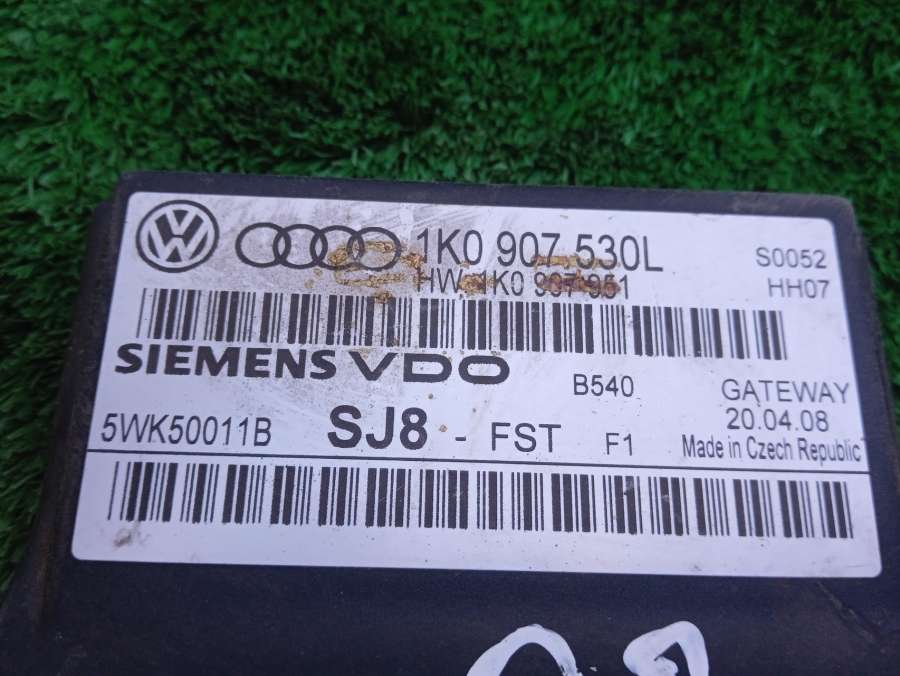 1K0 907 530L S0052
HW: 1K0 907 951 HH07
SIEMENS VDO B540 GATEWAY
20.04.08
5WK50011B SJ8 - FST F1 Made in Czech Republic